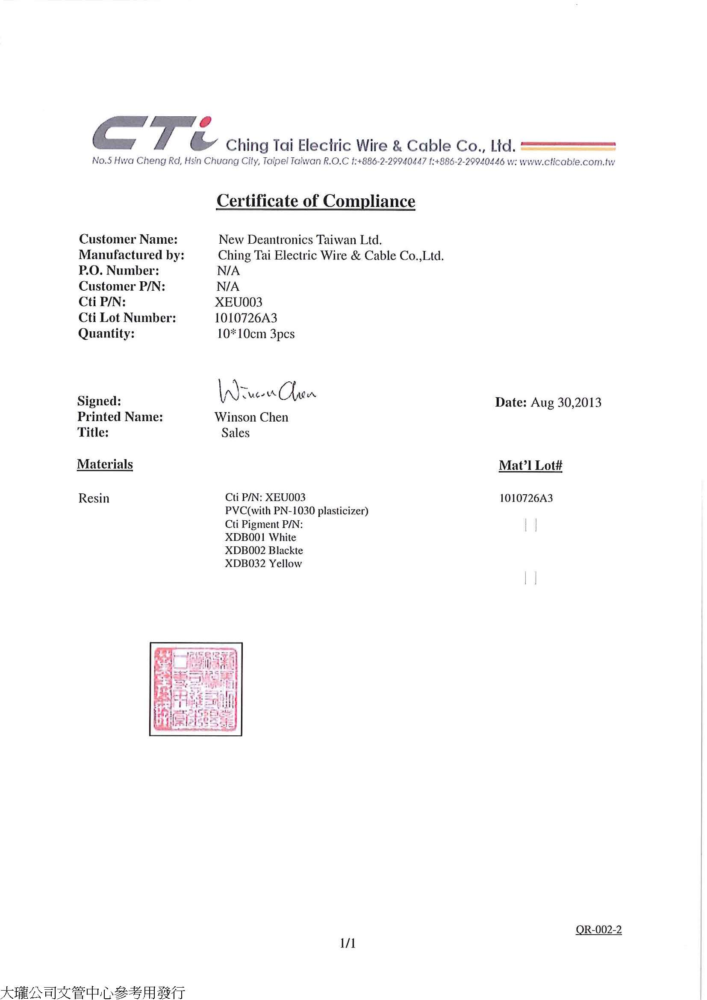 CTi Ching Tai Electric Wire & Cable Co., Ltd.
No.5 Hwa Cheng Rd, Hsin Chuang City, Taipei Taiwan R.O.C t:+886-2-29940447 f:+886-2-29940446 w: www.cticable.com.tw
Certificate of Compliance
Customer Name: New Deantronics Taiwan Ltd.
Manufactured by: Ching Tai Electric Wire & Cable Co.,Ltd.
P.O. Number: N/A
Customer P/N: N/A
Cti P/N: XEU003
Cti Lot Number: 1010726A3
Quantity: 10*10cm 3pcs
Winson Chen
Signed: Date: Aug 30,2013
Printed Name: Winson Chen
Title: Sales
Materials Mat'l Lot#
Resin Cti P/N: XEU003 1010726A3
PVC(with PN-1030 plasticizer)
Cti Pigment P/N:
XDB001 White
XDB002 Blackte
XDB032 Yellow
QR-002-2
1/1
大瓏公司文管中心參考用發行